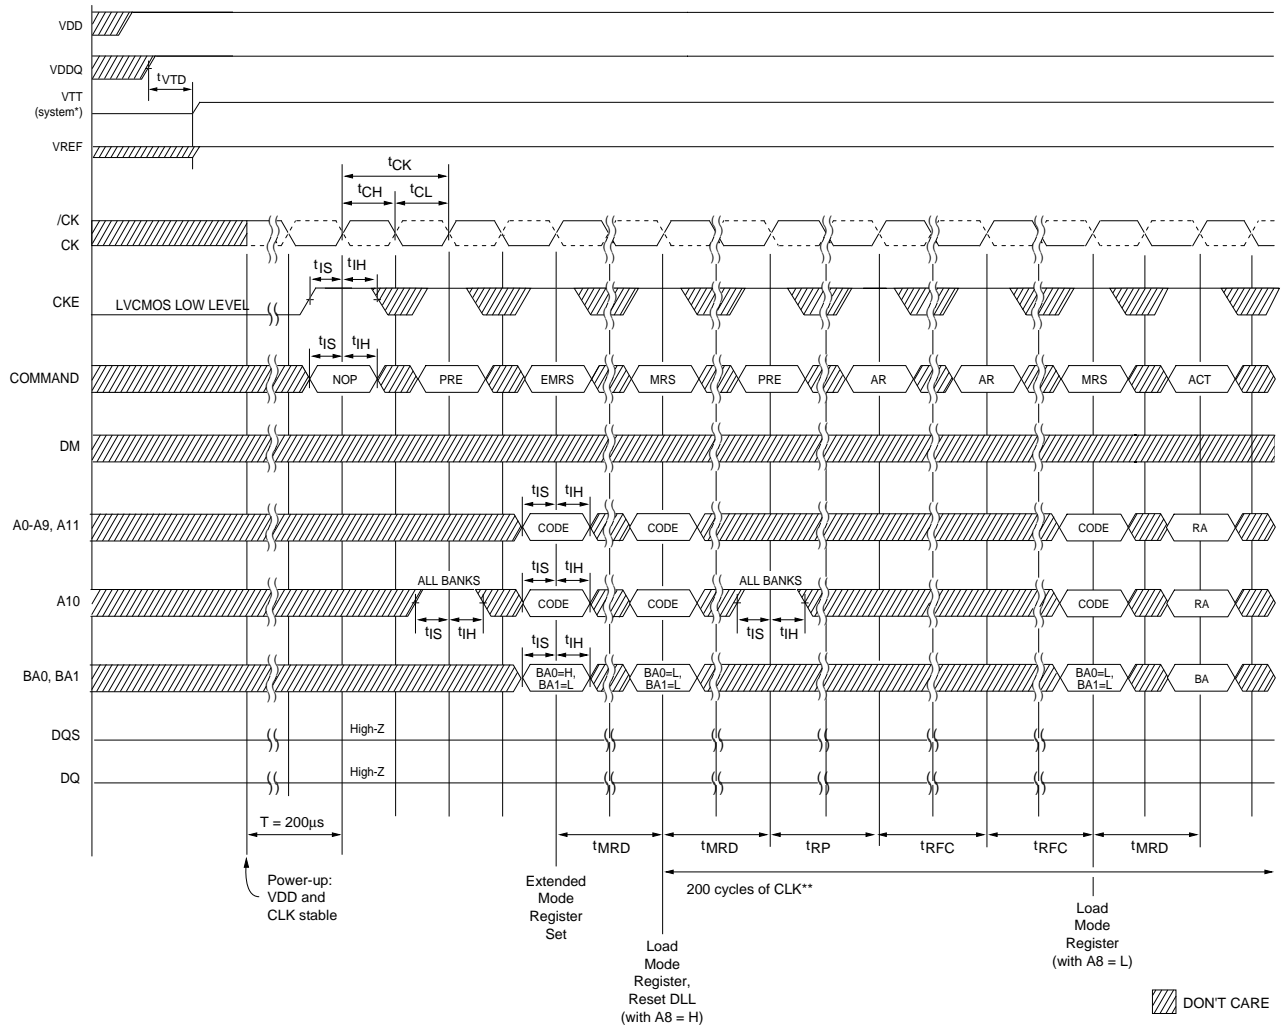 VDD
VDDQ
tVTD
VTT
(system*)
VREF
tCK
tCH tCL
/CK
CK
tIS tIH
CKE
LVCMOS LOW LEVEL
tIS tIH
COMMAND NOP PRE EMRS MRS PRE AR AR MRS ACT
DM
tIS tIH
A0-A9, A11 CODE CODE CODE RA
ALL BANKS tIS tIH ALL BANKS
A10 CODE CODE CODE RA
tIS tIH tIS tIH
tIS tIH
BA0, BA1 BA0=H, BA0=L, BA0=L, BA
BA1=L BA1=L BA1=L
DQS High-Z
DQ High-Z
T = 200µs
tMRD tMRD tRP tRFC tRFC tMRD
Power-up:
VDD and
CLK stable
Extended
Mode
Register
Set
200 cycles of CLK**
Load
Mode
Register,
Reset DLL
(with A8 = H)
Load
Mode
Register
(with A8 = L)
DON'T CARE